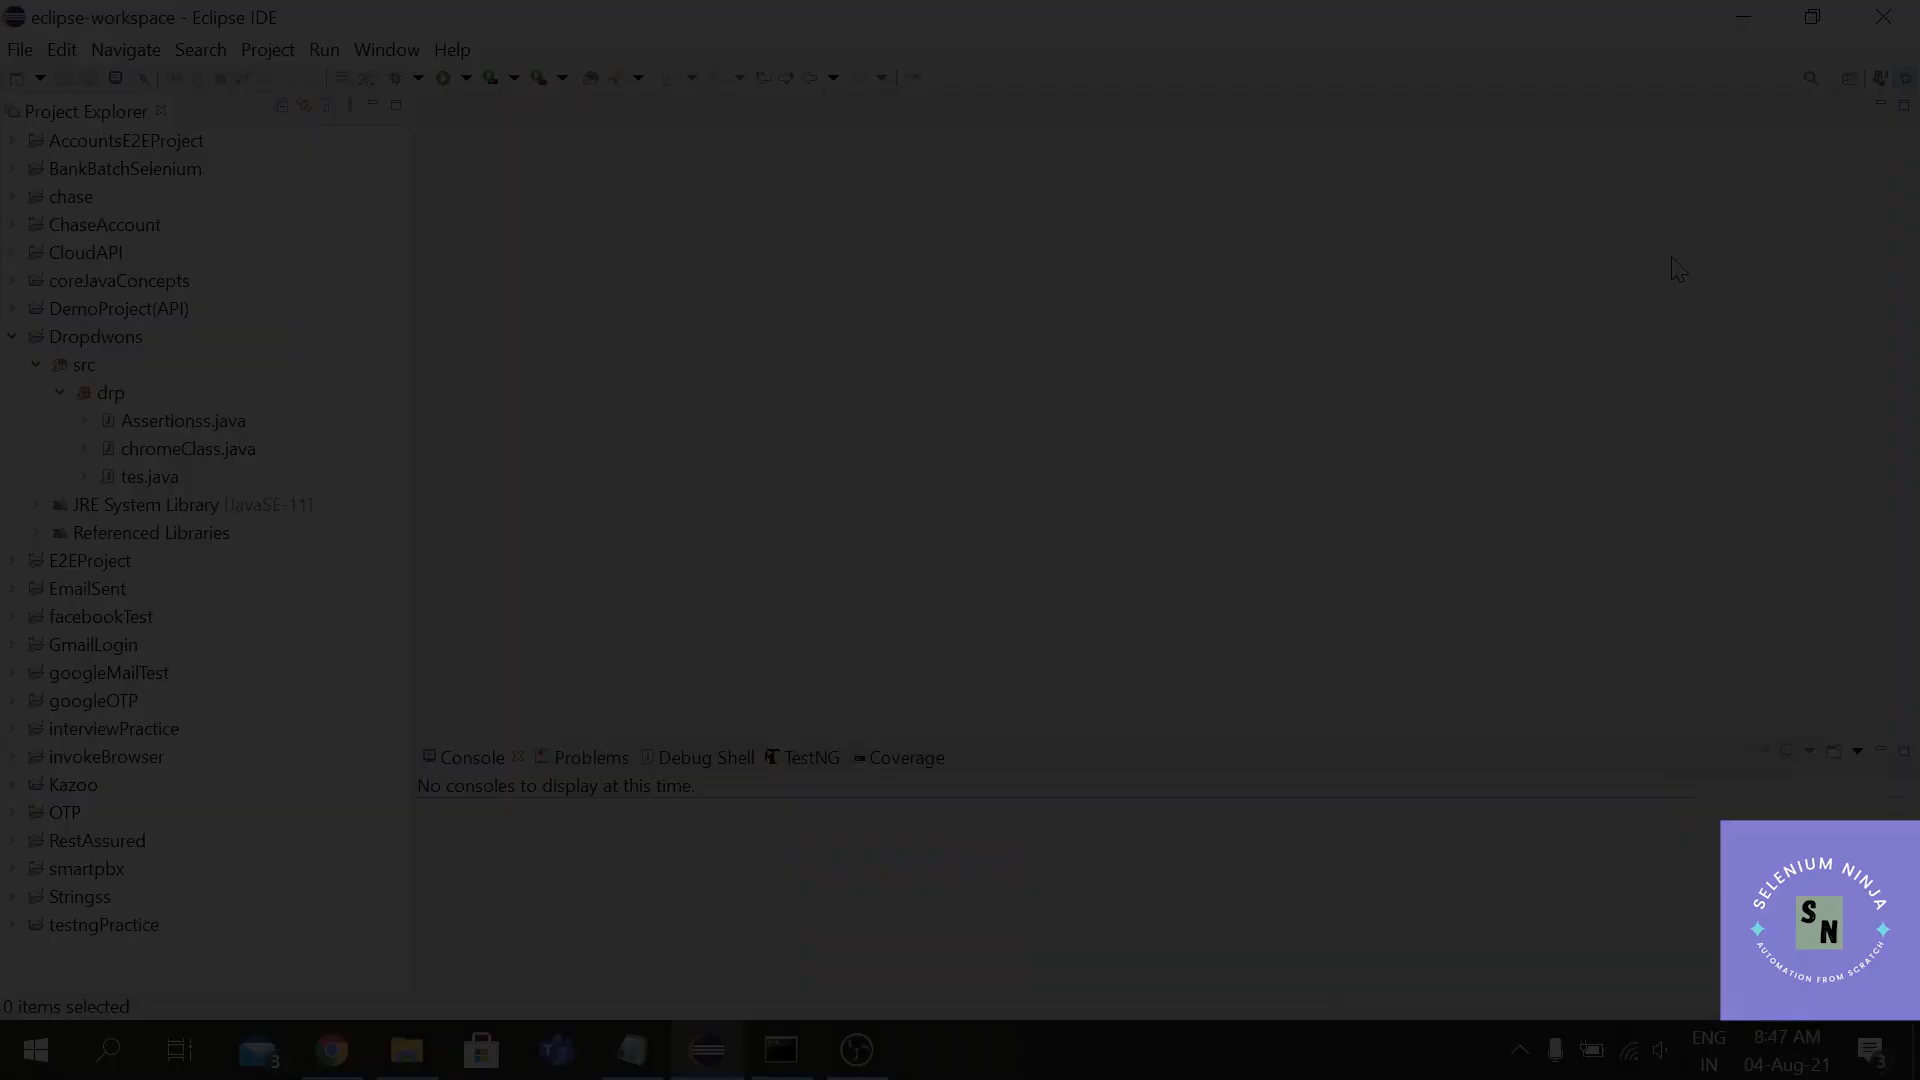 eclipse-workspace - Eclipse IDE
File Edit Navigate Search Project Run Window Help
Project Explorer
AccountsE2EProject
BankBatchSelenium
chase
ChaseAccount
CloudAPI
coreJavaConcepts
DemoProject(API)
Dropdwons
src
drp
Assertionss.java
chromeClass.java
tes.java
JRE System Library [JavaSE-11]
Referenced Libraries
E2EProject
EmailSent
facebookTest
GmailLogin
googleMailTest
googleOTP
interviewPractice
invokeBrowser
Kazoo
OTP
RestAssured
smartpbx
Stringss
testngPractice
Console Problems Debug Shell TestNG Coverage
No consoles to display at this time.
SELENIUM NINJA
S
N
AUTOMATION FROM SCRATCH
0 items selected
3
ENG
IN
8:47 AM
04-Aug-21
3